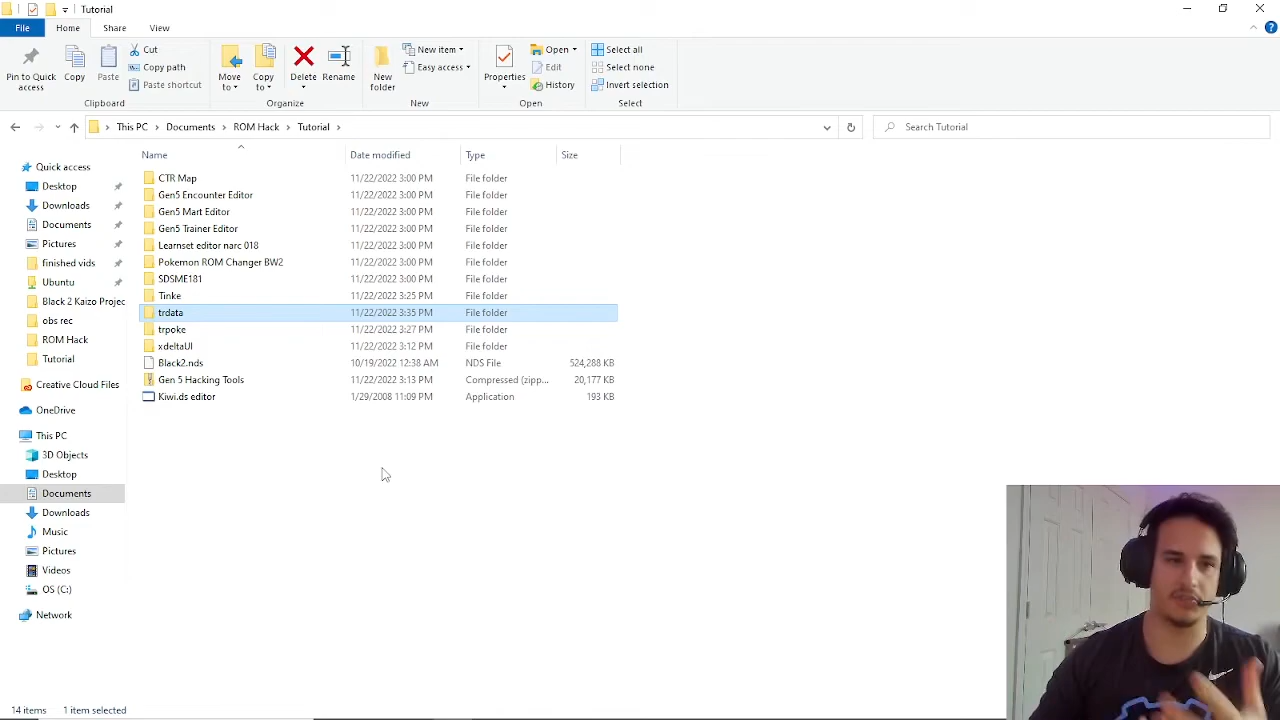 Tutorial
File Home Share View
Pin to Quick access
Copy
Paste
Cut
Copy path
Paste shortcut
Clipboard
Move to
Copy to
Delete
Rename
Organize
New folder
New item
Easy access
New
Properties
Open
Edit
History
Open
Select all
Select none
Invert selection
Select
This PC > Documents > ROM Hack > Tutorial >
Search Tutorial
Quick access
Desktop
Downloads
Documents
Pictures
finished vids
Ubuntu
Black 2 Kaizo Projec
obs rec
ROM Hack
Tutorial
Creative Cloud Files
OneDrive
This PC
3D Objects
Desktop
Documents
Downloads
Music
Pictures
Videos
OS (C:)
Network
Name Date modified Type Size
CTR Map 11/22/2022 3:00 PM File folder
Gen5 Encounter Editor 11/22/2022 3:00 PM File folder
Gen5 Mart Editor 11/22/2022 3:00 PM File folder
Gen5 Trainer Editor 11/22/2022 3:00 PM File folder
Learnset editor narc 018 11/22/2022 3:00 PM File folder
Pokemon ROM Changer BW2 11/22/2022 3:00 PM File folder
SDSME181 11/22/2022 3:00 PM File folder
Tinke 11/22/2022 3:25 PM File folder
trdata 11/22/2022 3:35 PM File folder
trpoke 11/22/2022 3:27 PM File folder
xdeltaUI 11/22/2022 3:12 PM File folder
Black2.nds 10/19/2022 12:38 AM NDS File 524,288 KB
Gen 5 Hacking Tools 11/22/2022 3:13 PM Compressed (zipp... 20,177 KB
Kiwi.ds editor 1/29/2008 11:09 PM Application 193 KB
14 items 1 item selected